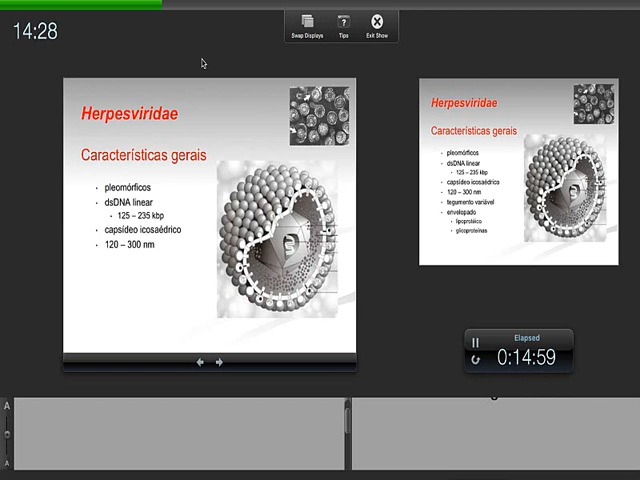 14:28
Swap Displays
Tips
Exit Show
Herpesviridae
Características gerais
pleomórficos
dsDNA linear
125 – 235 kbp
capsídeo icosaédrico
120 – 300 nm
Herpesviridae
Características gerais
pleomórficos
dsDNA linear
125 – 235 kbp
capsídeo icosaédrico
120 – 300 nm
tegumento variável
envelopado
lipoprotéico
glicoproteínas
Elapsed
0:14:59
A
A